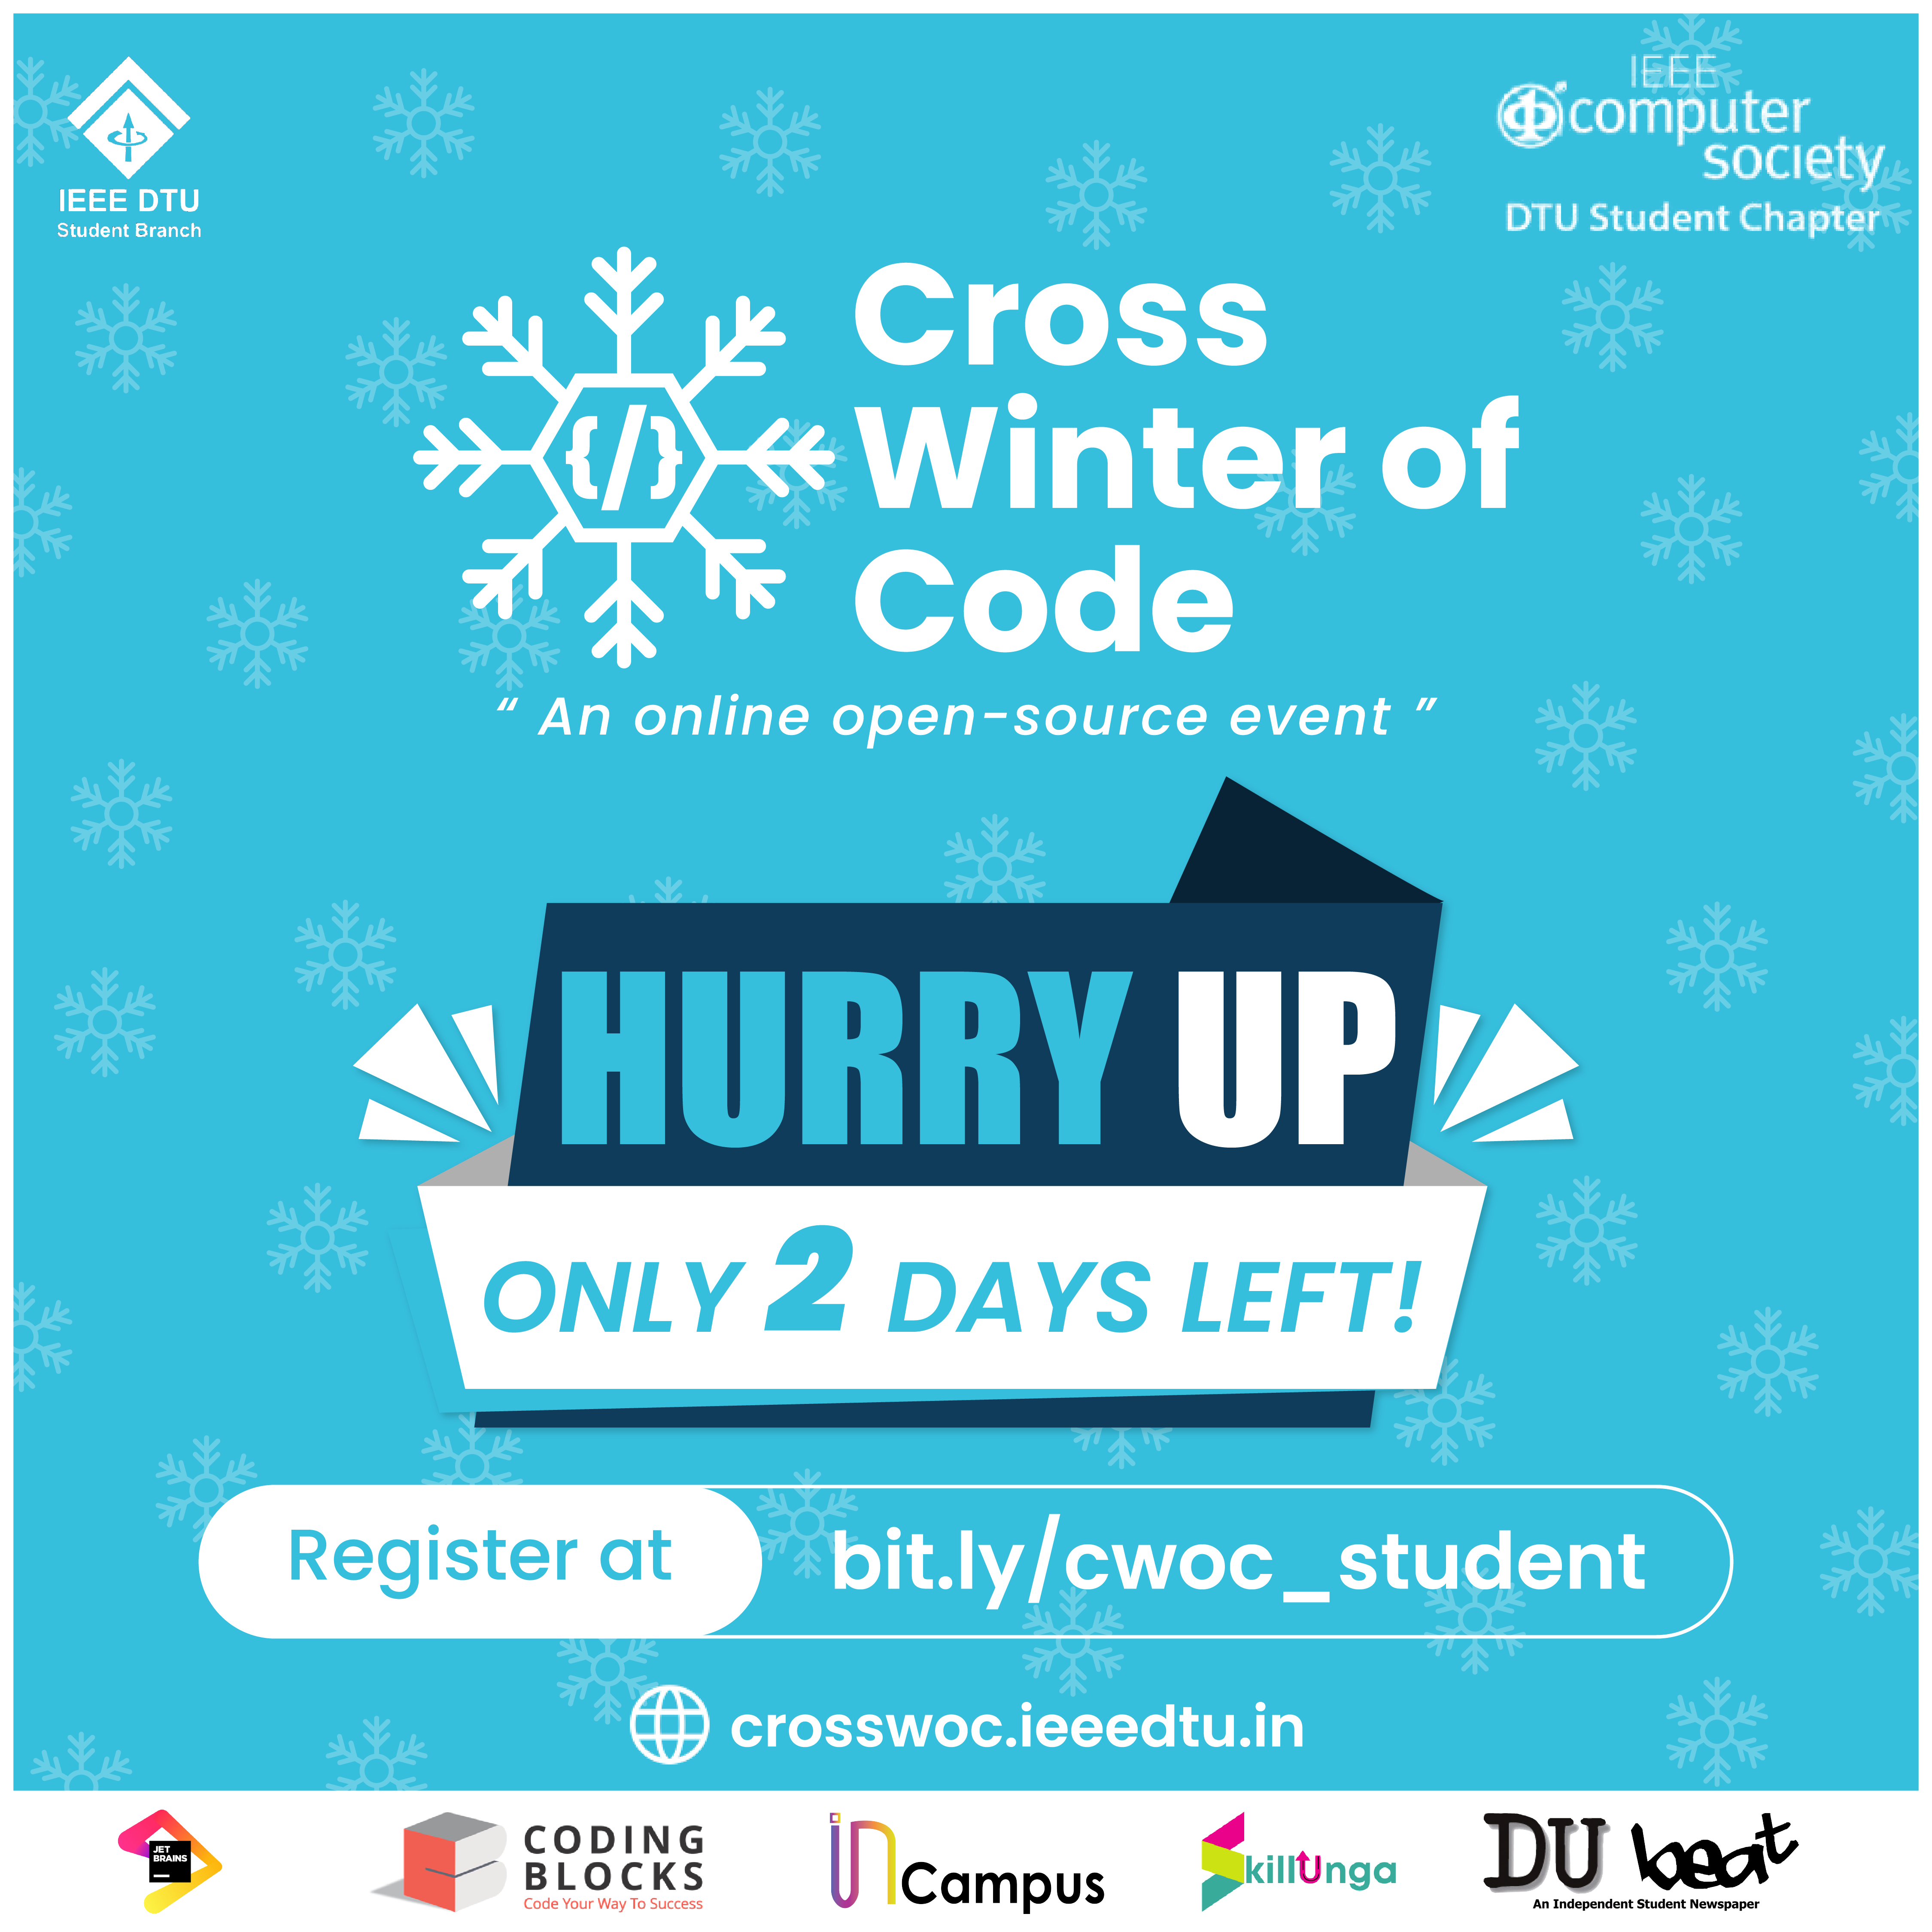 IEEE DTU
Student Branch
IEEE
computer
society
DTU Student Chapter
{/}
Cross
Winter of
Code
“ An online open-source event ”
HURRY UP
ONLY 2 DAYS LEFT!
Register at
bit.ly/cwoc_student
crosswoc.ieeedtu.in
JET
BRAINS
CODING
BLOCKS
Code Your Way To Success
in Campus
SkillUnga
DU beat
An Independent Student Newspaper